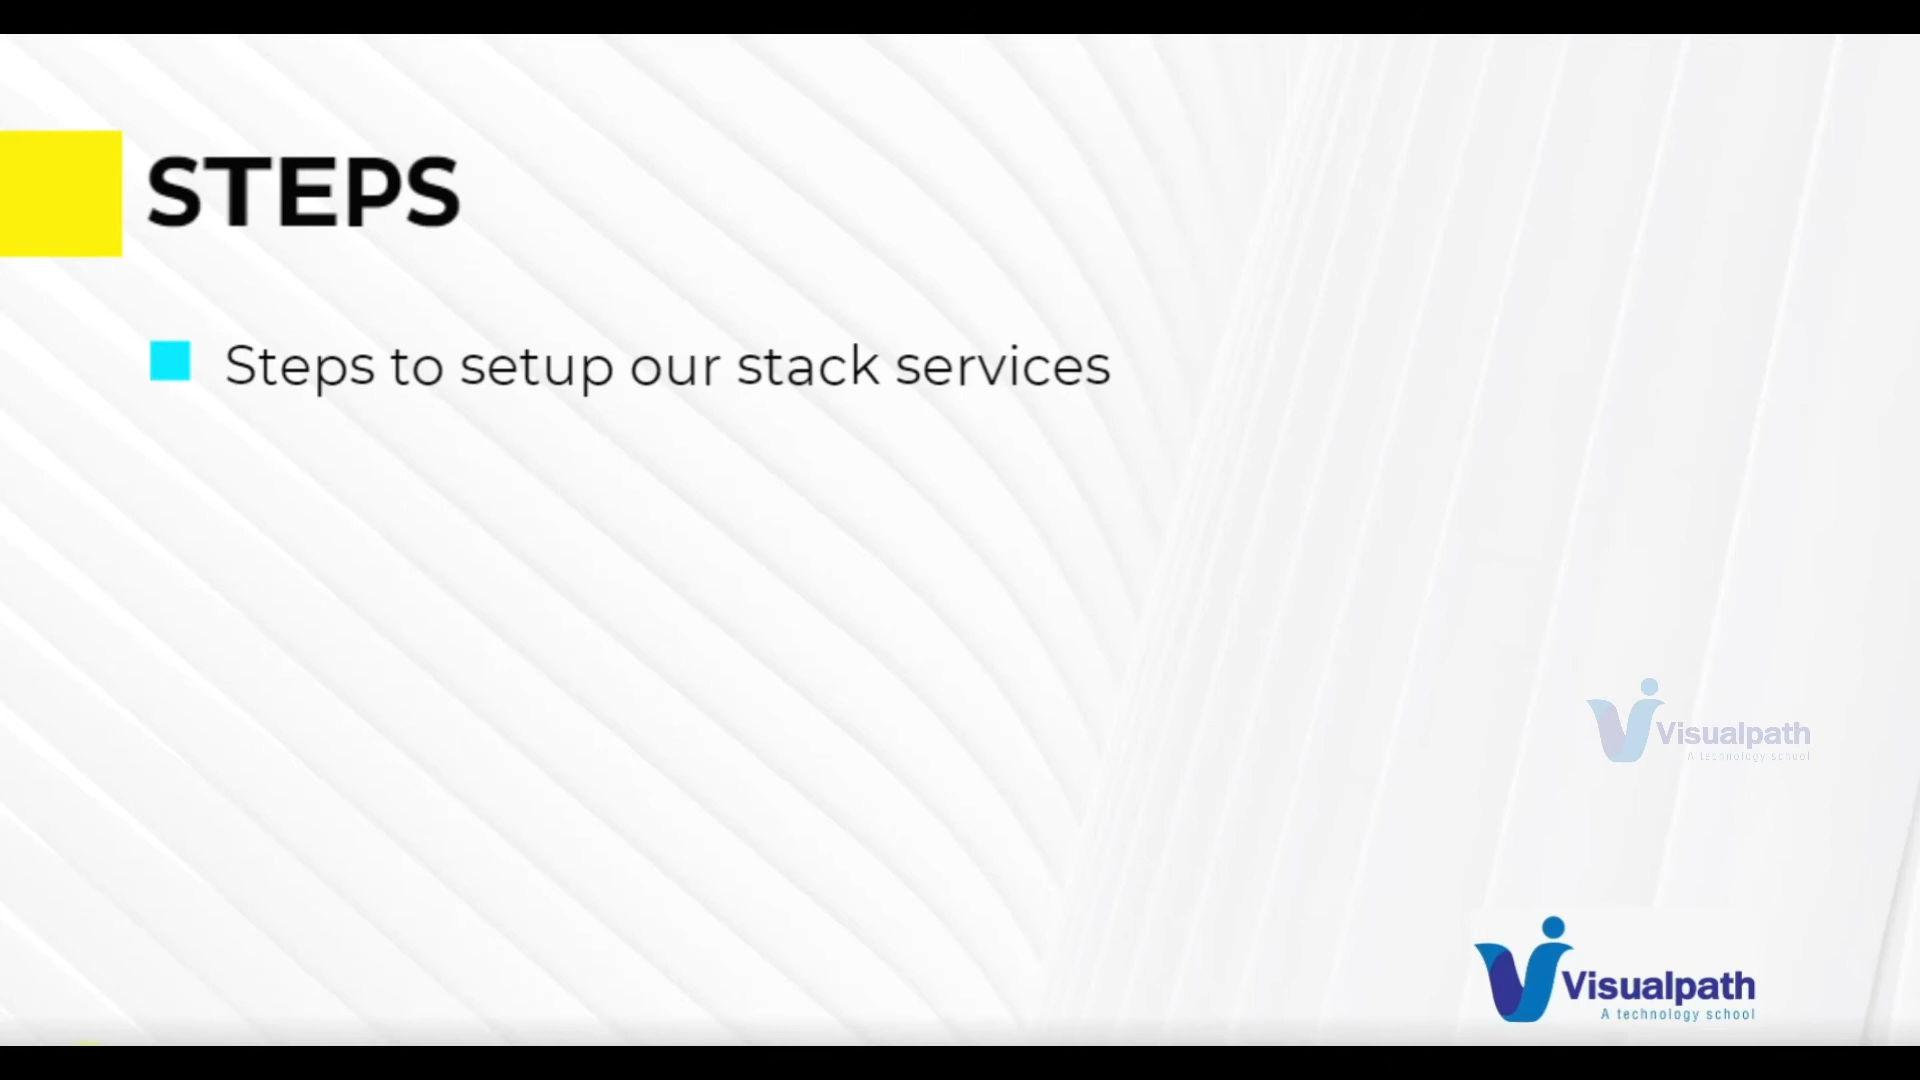 STEPS
Steps to setup our stack services
Visualpath
A technology school
Visualpath
A technology school